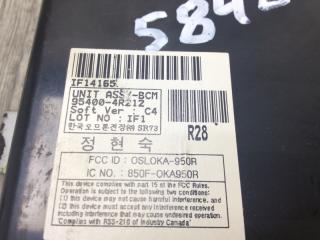 584
IF14165
UNIT ASSY-BCM
95400-4R21Z
Soft Ver : C4
LOT NO : IF1
한국오므론전장㈜ SR73
R28
정현숙
FCC ID : OSLOKA-950R
IC NO. : 850F-OKA950R
This device complies with part 15 of the FCC Rules.
Operation is subject to the following two conditions:
(1) this device may not cause harmful interference, and
(2) this device must accept any interference received
including interference that may cause undesired operation.
Complies with RSS-210 of Industry Canada